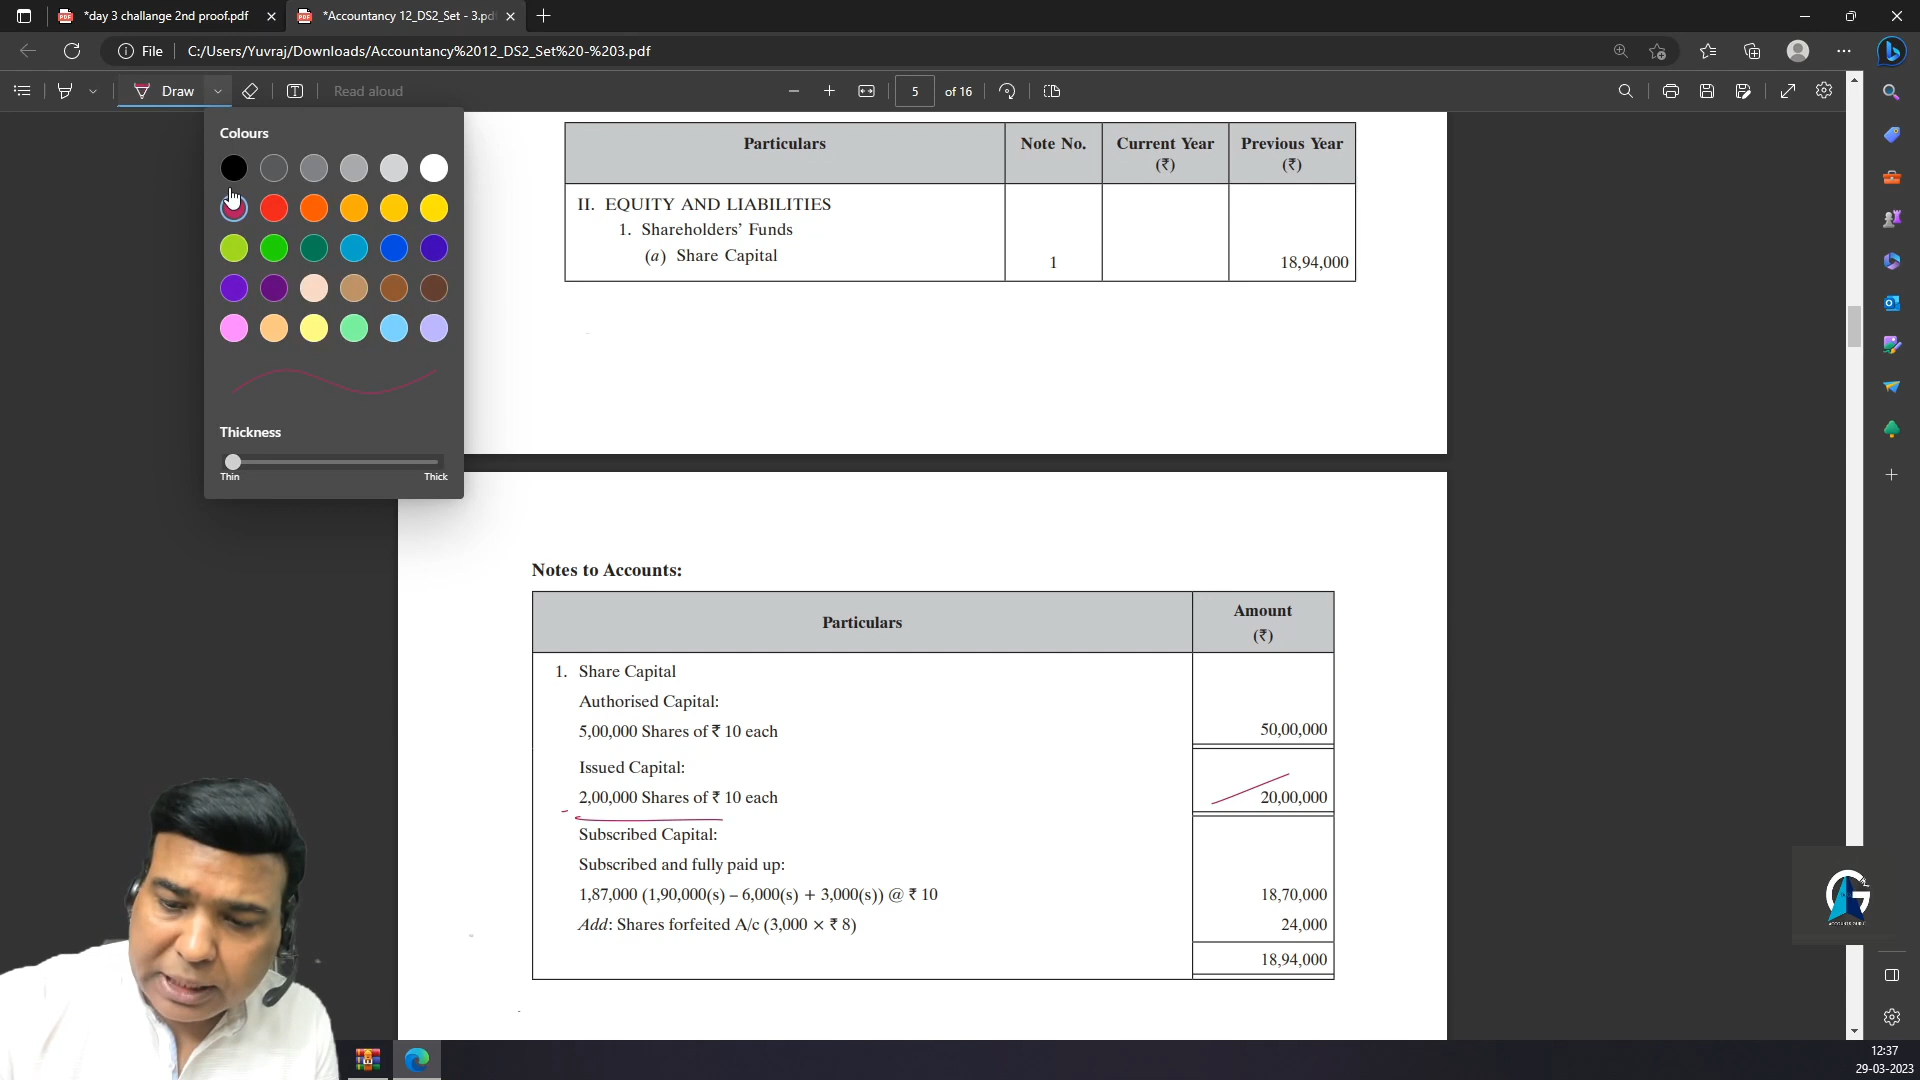 *day 3 challange 2nd proof.pdf
*Accountancy 12_DS2_Set - 3.pd
File
C:/Users/Yuvraj/Downloads/Accountancy%2012_DS2_Set%20-%203.pdf
Draw
Read aloud
5
of 16
Colours
Thickness
Thin
Thick
Particulars
Note No.
Current Year
(₹)
Previous Year
(₹)
II. EQUITY AND LIABILITIES
1. Shareholders' Funds
(a) Share Capital
1
18,94,000
Notes to Accounts:
Particulars
Amount
(₹)
1. Share Capital
Authorised Capital:
5,00,000 Shares of ₹ 10 each
50,00,000
Issued Capital:
2,00,000 Shares of ₹ 10 each
20,00,000
Subscribed Capital:
Subscribed and fully paid up:
1,87,000 (1,90,000(s) – 6,000(s) + 3,000(s)) @ ₹ 10
18,70,000
Add: Shares forfeited A/c (3,000 × ₹ 8)
24,000
18,94,000
12:37
29-03-2023